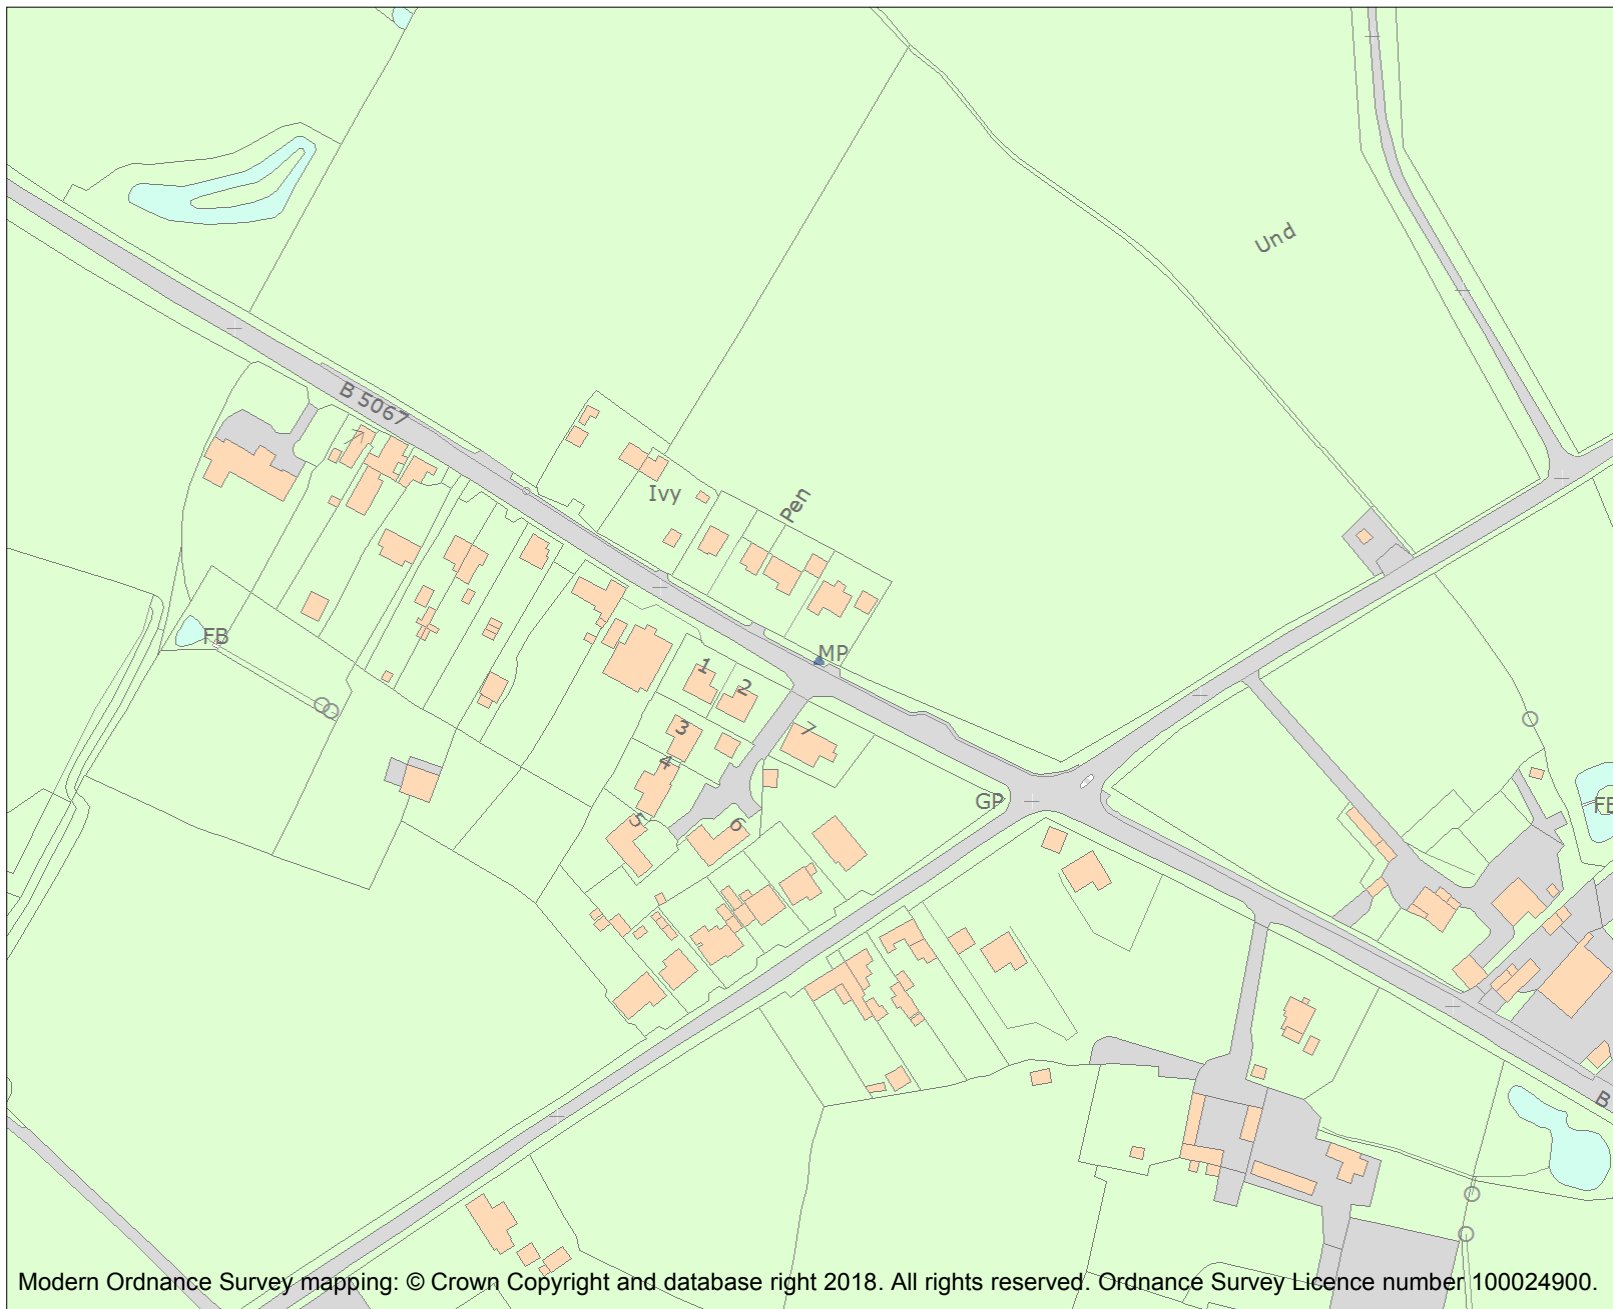 Und
B 5067
7
Ivy
Pen
FB
MP
1
2
3
7
4
GP
FB
5
6
B
Modern Ordnance Survey mapping: © Crown Copyright and database right 2018. All rights reserved. Ordnance Survey Licence number 100024900.